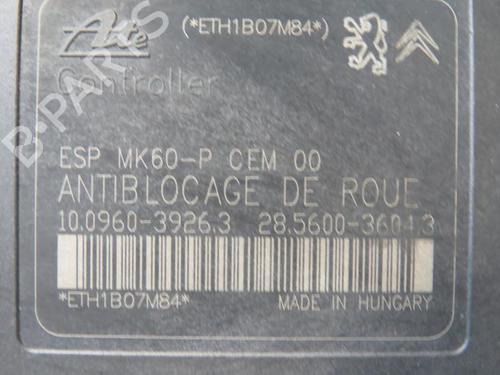 Ate (*ETH1B07M84*)
Controller
ESP MK60-P CEM 00
ANTIBLOCAGE DE ROUE
10.0960-3926.3 28.5600-3604.3
*ETH1B07M84* MADE IN HUNGARY
B-PARTS